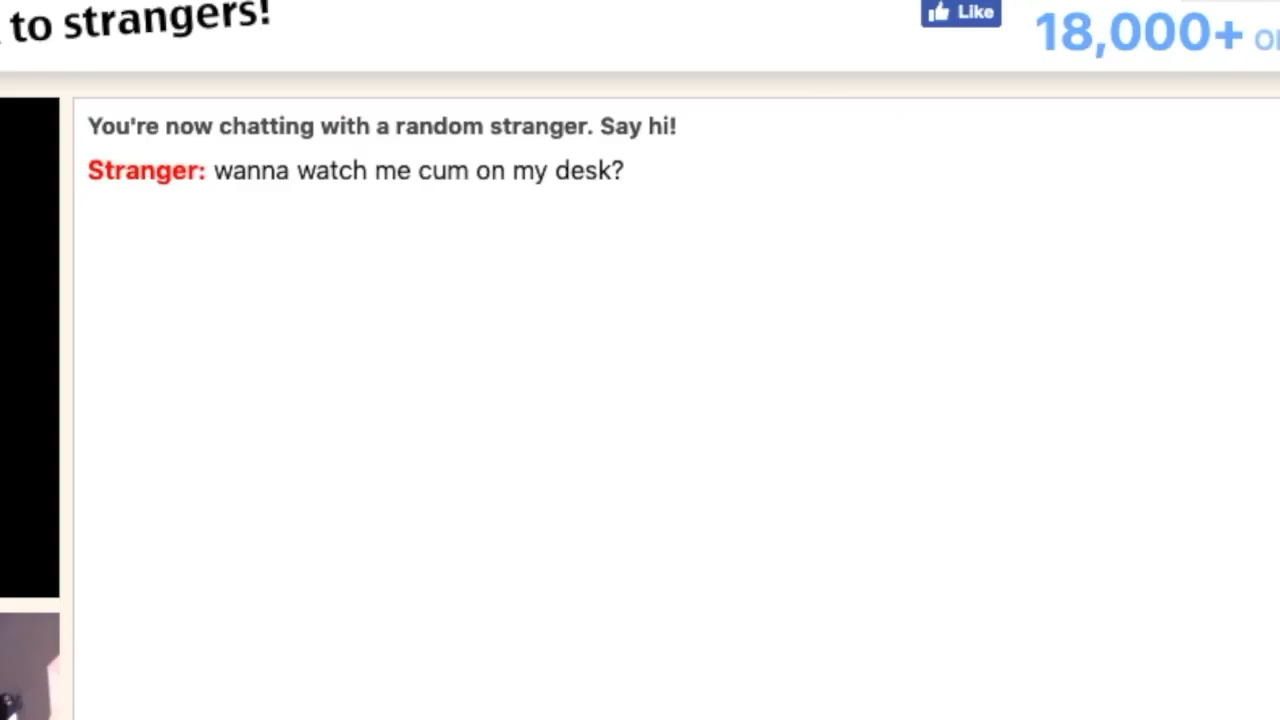 to strangers!
Like
18,000+
You're now chatting with a random stranger. Say hi!
Stranger: wanna watch me cum on my desk?